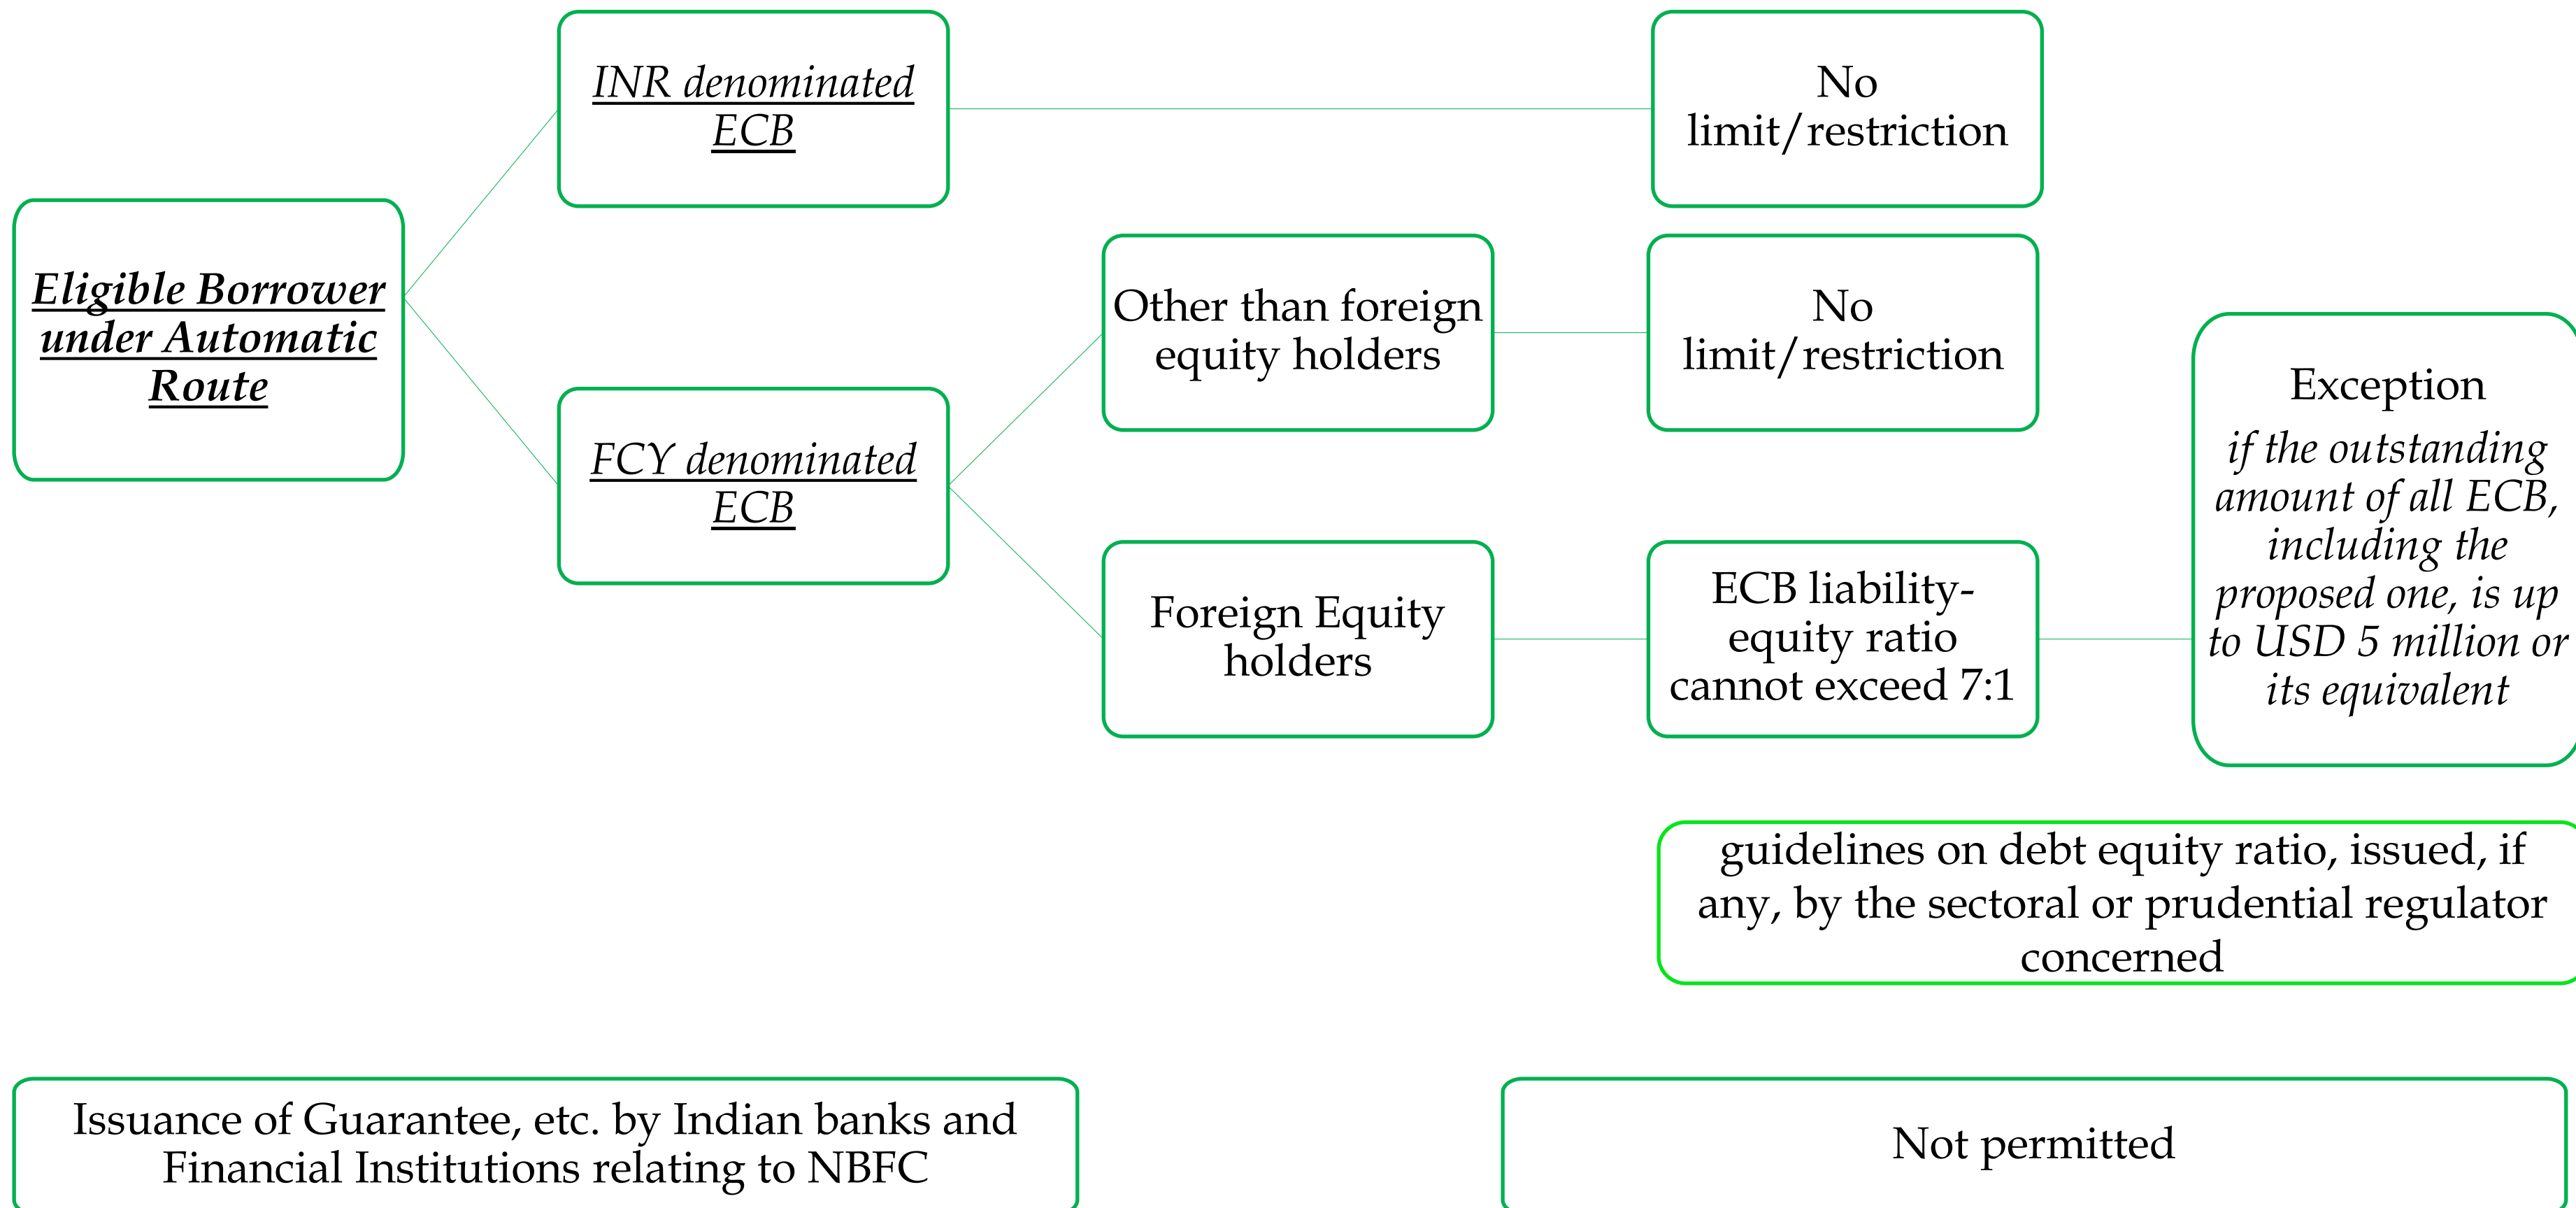 Eligible Borrower
under Automatic
Route
INR denominated
ECB
No
limit/restriction
FCY denominated
ECB
Other than foreign
equity holders
No
limit/restriction
Foreign Equity
holders
ECB liability-
equity ratio
cannot exceed 7:1
Exception
if the outstanding
amount of all ECB,
including the
proposed one, is up
to USD 5 million or
its equivalent
guidelines on debt equity ratio, issued, if
any, by the sectoral or prudential regulator
concerned
Issuance of Guarantee, etc. by Indian banks and
Financial Institutions relating to NBFC
Not permitted